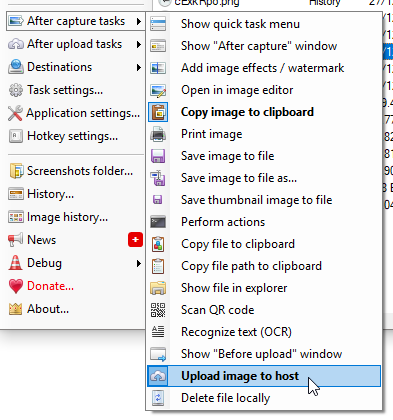 cExkRpo.png
History
27/
After capture tasks
After upload tasks
Destinations
Task settings...
Application settings...
Hotkey settings...
Screenshots folder...
History...
Image history...
News
+
Debug
Donate...
About...
Show quick task menu
Show "After capture" window
Add image effects / watermark
Open in image editor
Copy image to clipboard
Print image
Save image to file
Save image to file as...
Save thumbnail image to file
Perform actions
Copy file to clipboard
Copy file path to clipboard
Show file in explorer
Scan QR code
Recognize text (OCR)
Show "Before upload" window
Upload image to host
Delete file locally